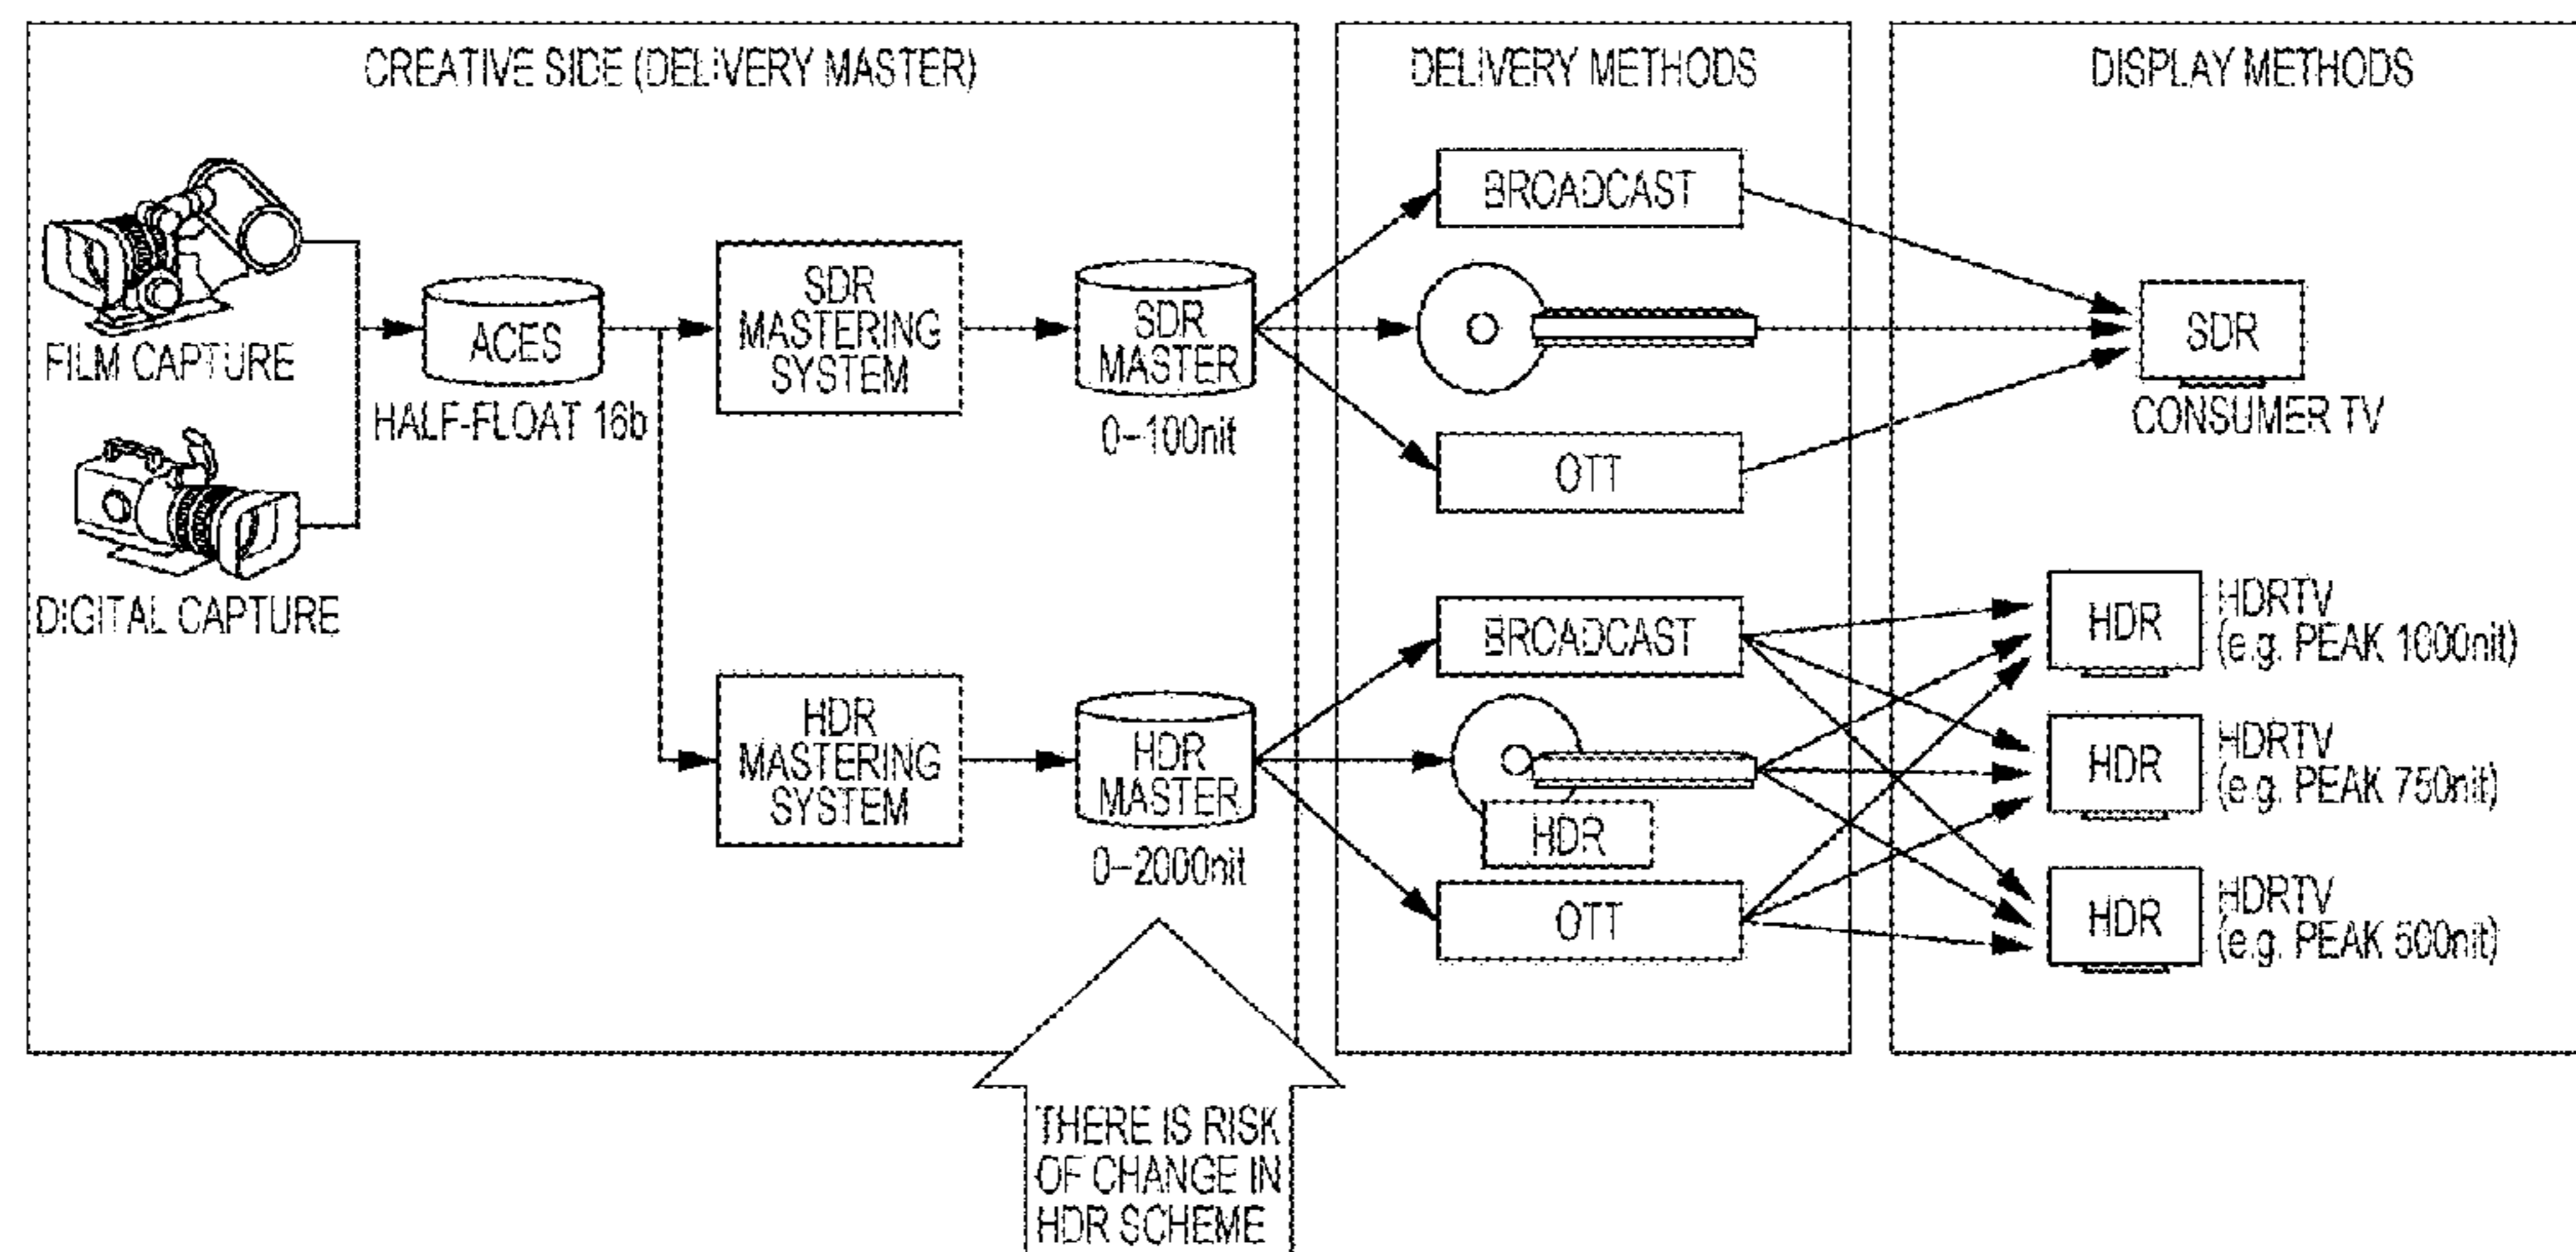 CREATIVE SIDE (DELIVERY MASTER)
FILM CAPTURE
DIGITAL CAPTURE
ACES
HALF-FLOAT 16b
SDR
MASTERING
SYSTEM
SDR
MASTER
0–100nit
HDR
MASTERING
SYSTEM
HDR
MASTER
0–2000nit
THERE IS RISK
OF CHANGE IN
HDR SCHEME
DELIVERY METHODS
BROADCAST
OTT
BROADCAST
HDR
OTT
DISPLAY METHODS
SDR
CONSUMER TV
HDR
HDRTV
(e.g. PEAK 1000nit)
HDR
HDRTV
(e.g. PEAK 750nit)
HDR
HDRTV
(e.g. PEAK 500nit)